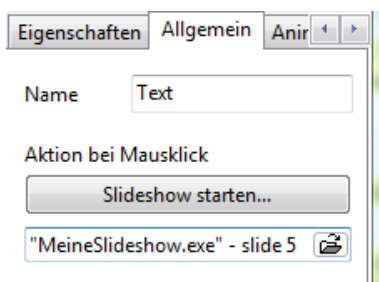 Eigenschaften Allgemein Anir
Name Text
Aktion bei Mausklick
Slideshow starten...
"MeineSlideshow.exe" - slide 5